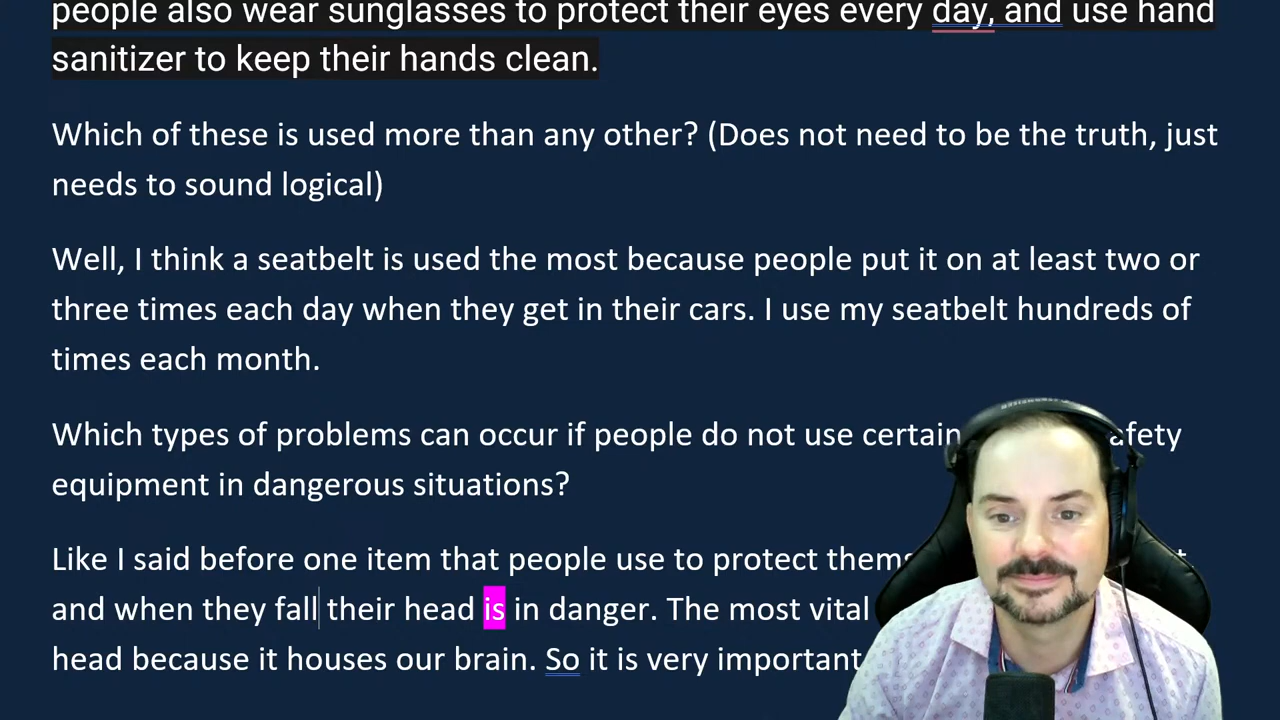 people also wear sunglasses to protect their eyes every day, and use hand
sanitizer to keep their hands clean.
Which of these is used more than any other? (Does not need to be the truth, just
needs to sound logical)
Well, I think a seatbelt is used the most because people put it on at least two or
three times each day when they get in their cars. I use my seatbelt hundreds of
times each month.
Which types of problems can occur if people do not use certain
equipment in dangerous situations?
Like I said before one item that people use to protect
and when they fall their head is in danger. The most vital
head because it houses our brain. So it is very important